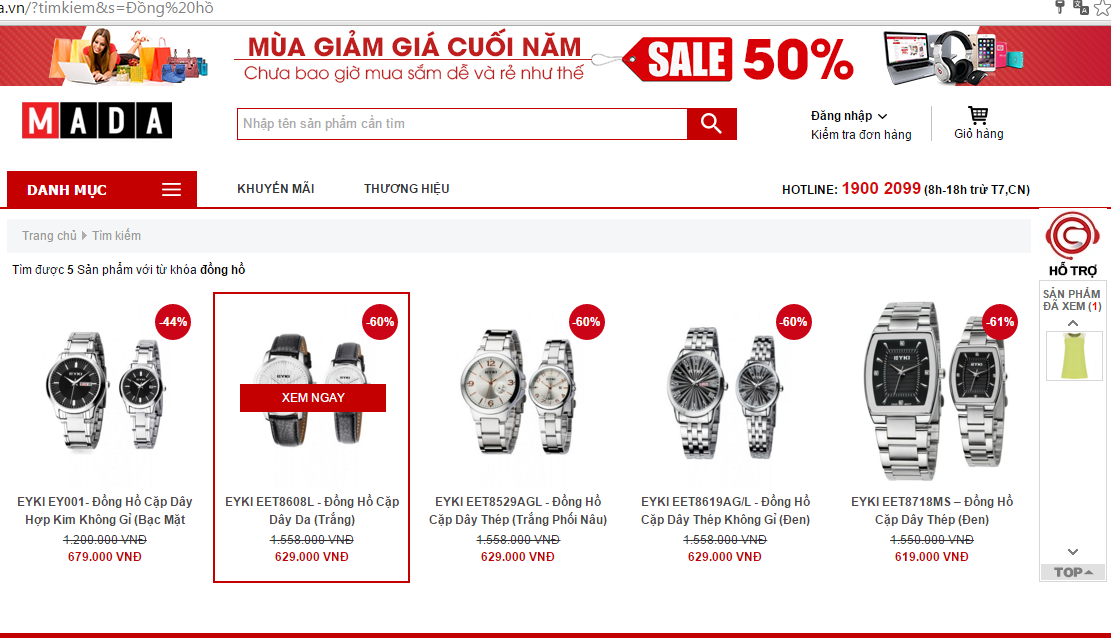 a.vn/?timkiem&s=Đồng%20hồ
MÙA GIẢM GIÁ CUỐI NĂM
Chưa bao giờ mua sắm dễ và rẻ như thế
SALE 50%
MADA
Nhập tên sản phẩm cần tìm
Đăng nhập
Kiểm tra đơn hàng
Giỏ hàng
DANH MỤC
KHUYẾN MÃI
THƯƠNG HIỆU
HOTLINE: 1900 2099 (8h-18h trừ T7,CN)
Trang chủ
Tìm kiếm
HỖ TRỢ
SẢN PHẨM
ĐÃ XEM (1)
TOP
Tìm được 5 Sản phẩm với từ khóa đồng hồ
-44%
EYKI EY001- Đồng Hồ Cặp Dây
Hợp Kim Không Gỉ (Bạc Mặt
1.200.000 VNĐ
679.000 VNĐ
-60%
EYKI
XEM NGAY
EYKI EET8608L - Đồng Hồ Cặp
Dây Da (Trắng)
1.558.000 VNĐ
629.000 VNĐ
-60%
EYKI EET8529AGL - Đồng Hồ
Cặp Dây Thép (Trắng Phối Nâu)
1.558.000 VNĐ
629.000 VNĐ
-60%
EYKI EET8619AG/L - Đồng Hồ
Cặp Dây Thép Không Gỉ (Đen)
1.558.000 VNĐ
629.000 VNĐ
-61%
EYKI
EYKI EET8718MS – Đồng Hồ
Cặp Dây Thép (Đen)
1.550.000 VNĐ
619.000 VNĐ